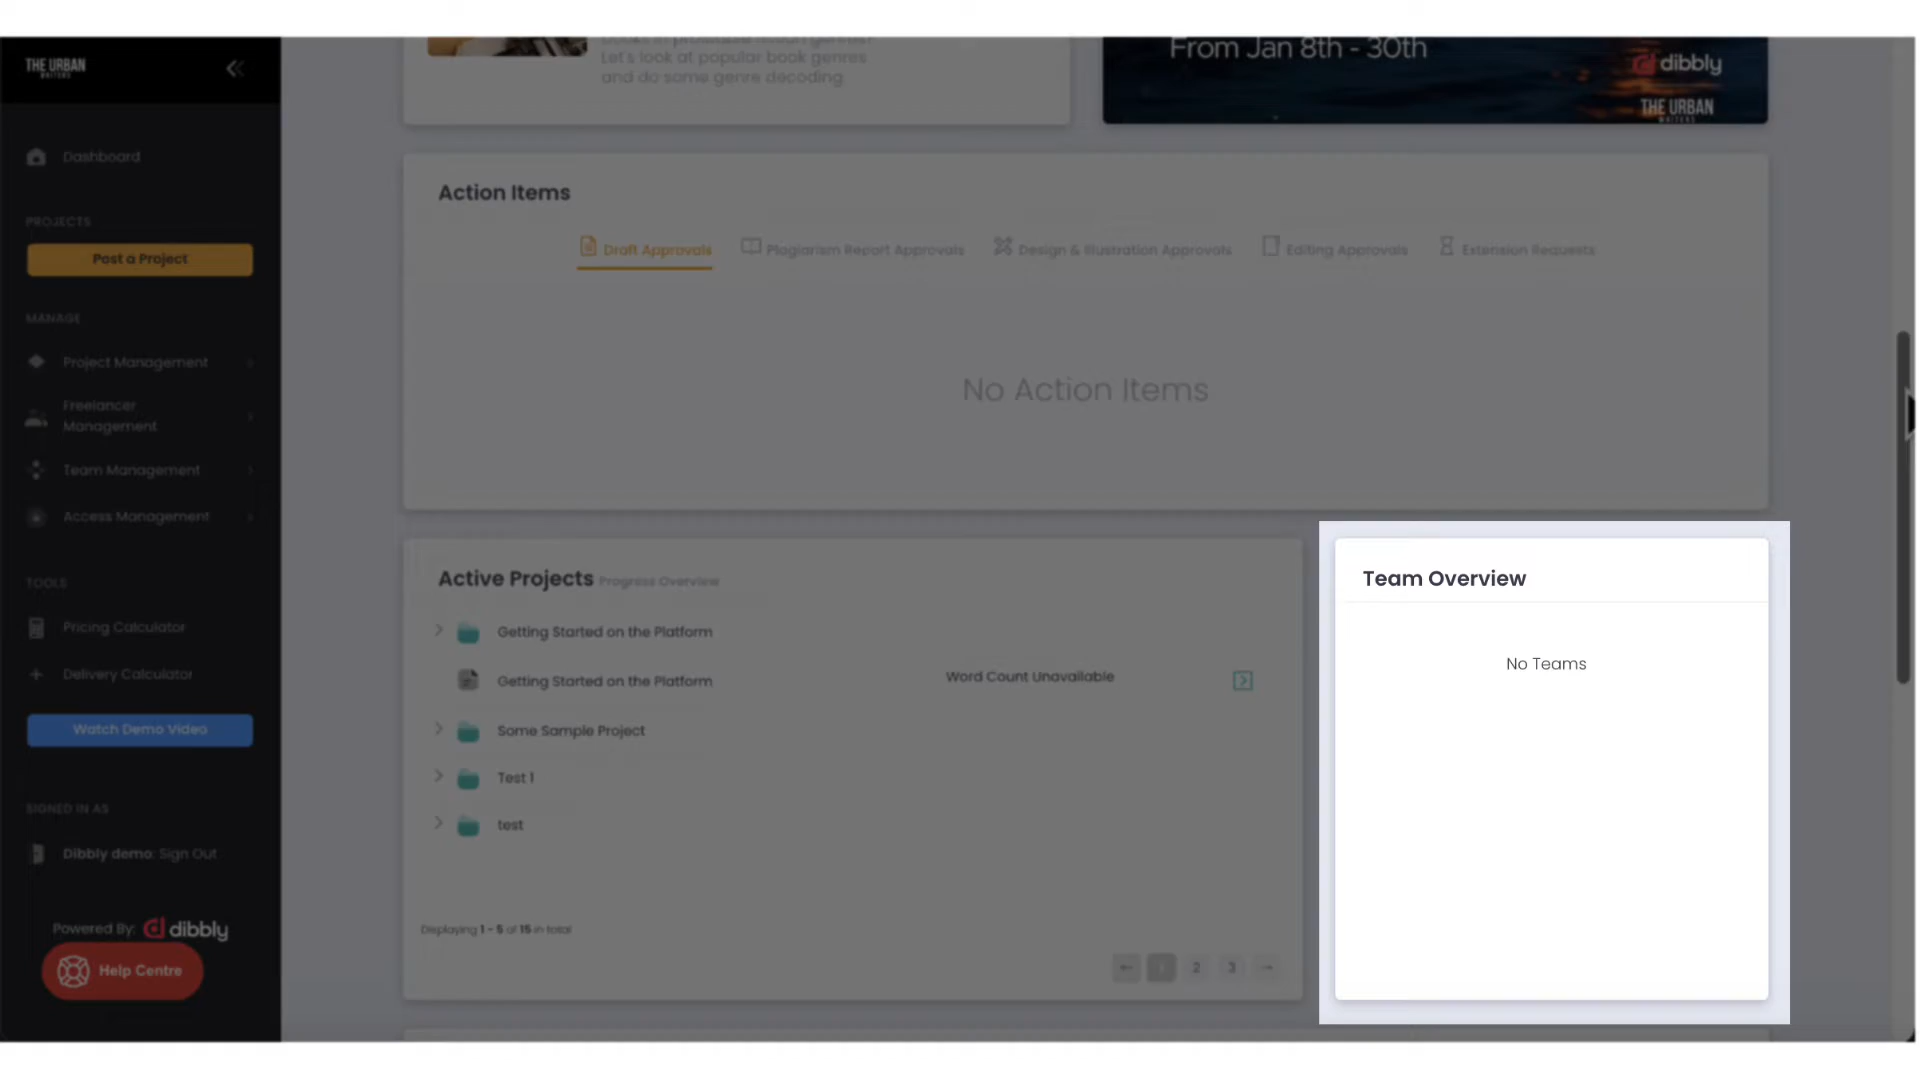 THE URBAN
WRITERS
Dashboard
PROJECTS
Post a Project
MANAGE
Project Management
Freelancer
Management
Team Management
Access Management
TOOLS
Pricing Calculator
Delivery Calculator
Watch Demo Video
SIGNED IN AS
Dibbly demo: Sign Out
Powered By: dibbly
Help Centre
Let's look at popular book genres
and do some genre decoding
From Jan 8th - 30th
dibbly
THE URBAN
WRITERS
Action Items
Draft Approvals Plagiarism Report Approvals Design & Illustration Approvals Editing Approvals Extension Requests
No Action Items
Active Projects Progress Overview
Getting Started on the Platform
Getting Started on the Platform Word Count Unavailable
Some Sample Project
Test 1
test
Displaying 1 - 5 of 15 in total
1 2 3
Team Overview
No Teams